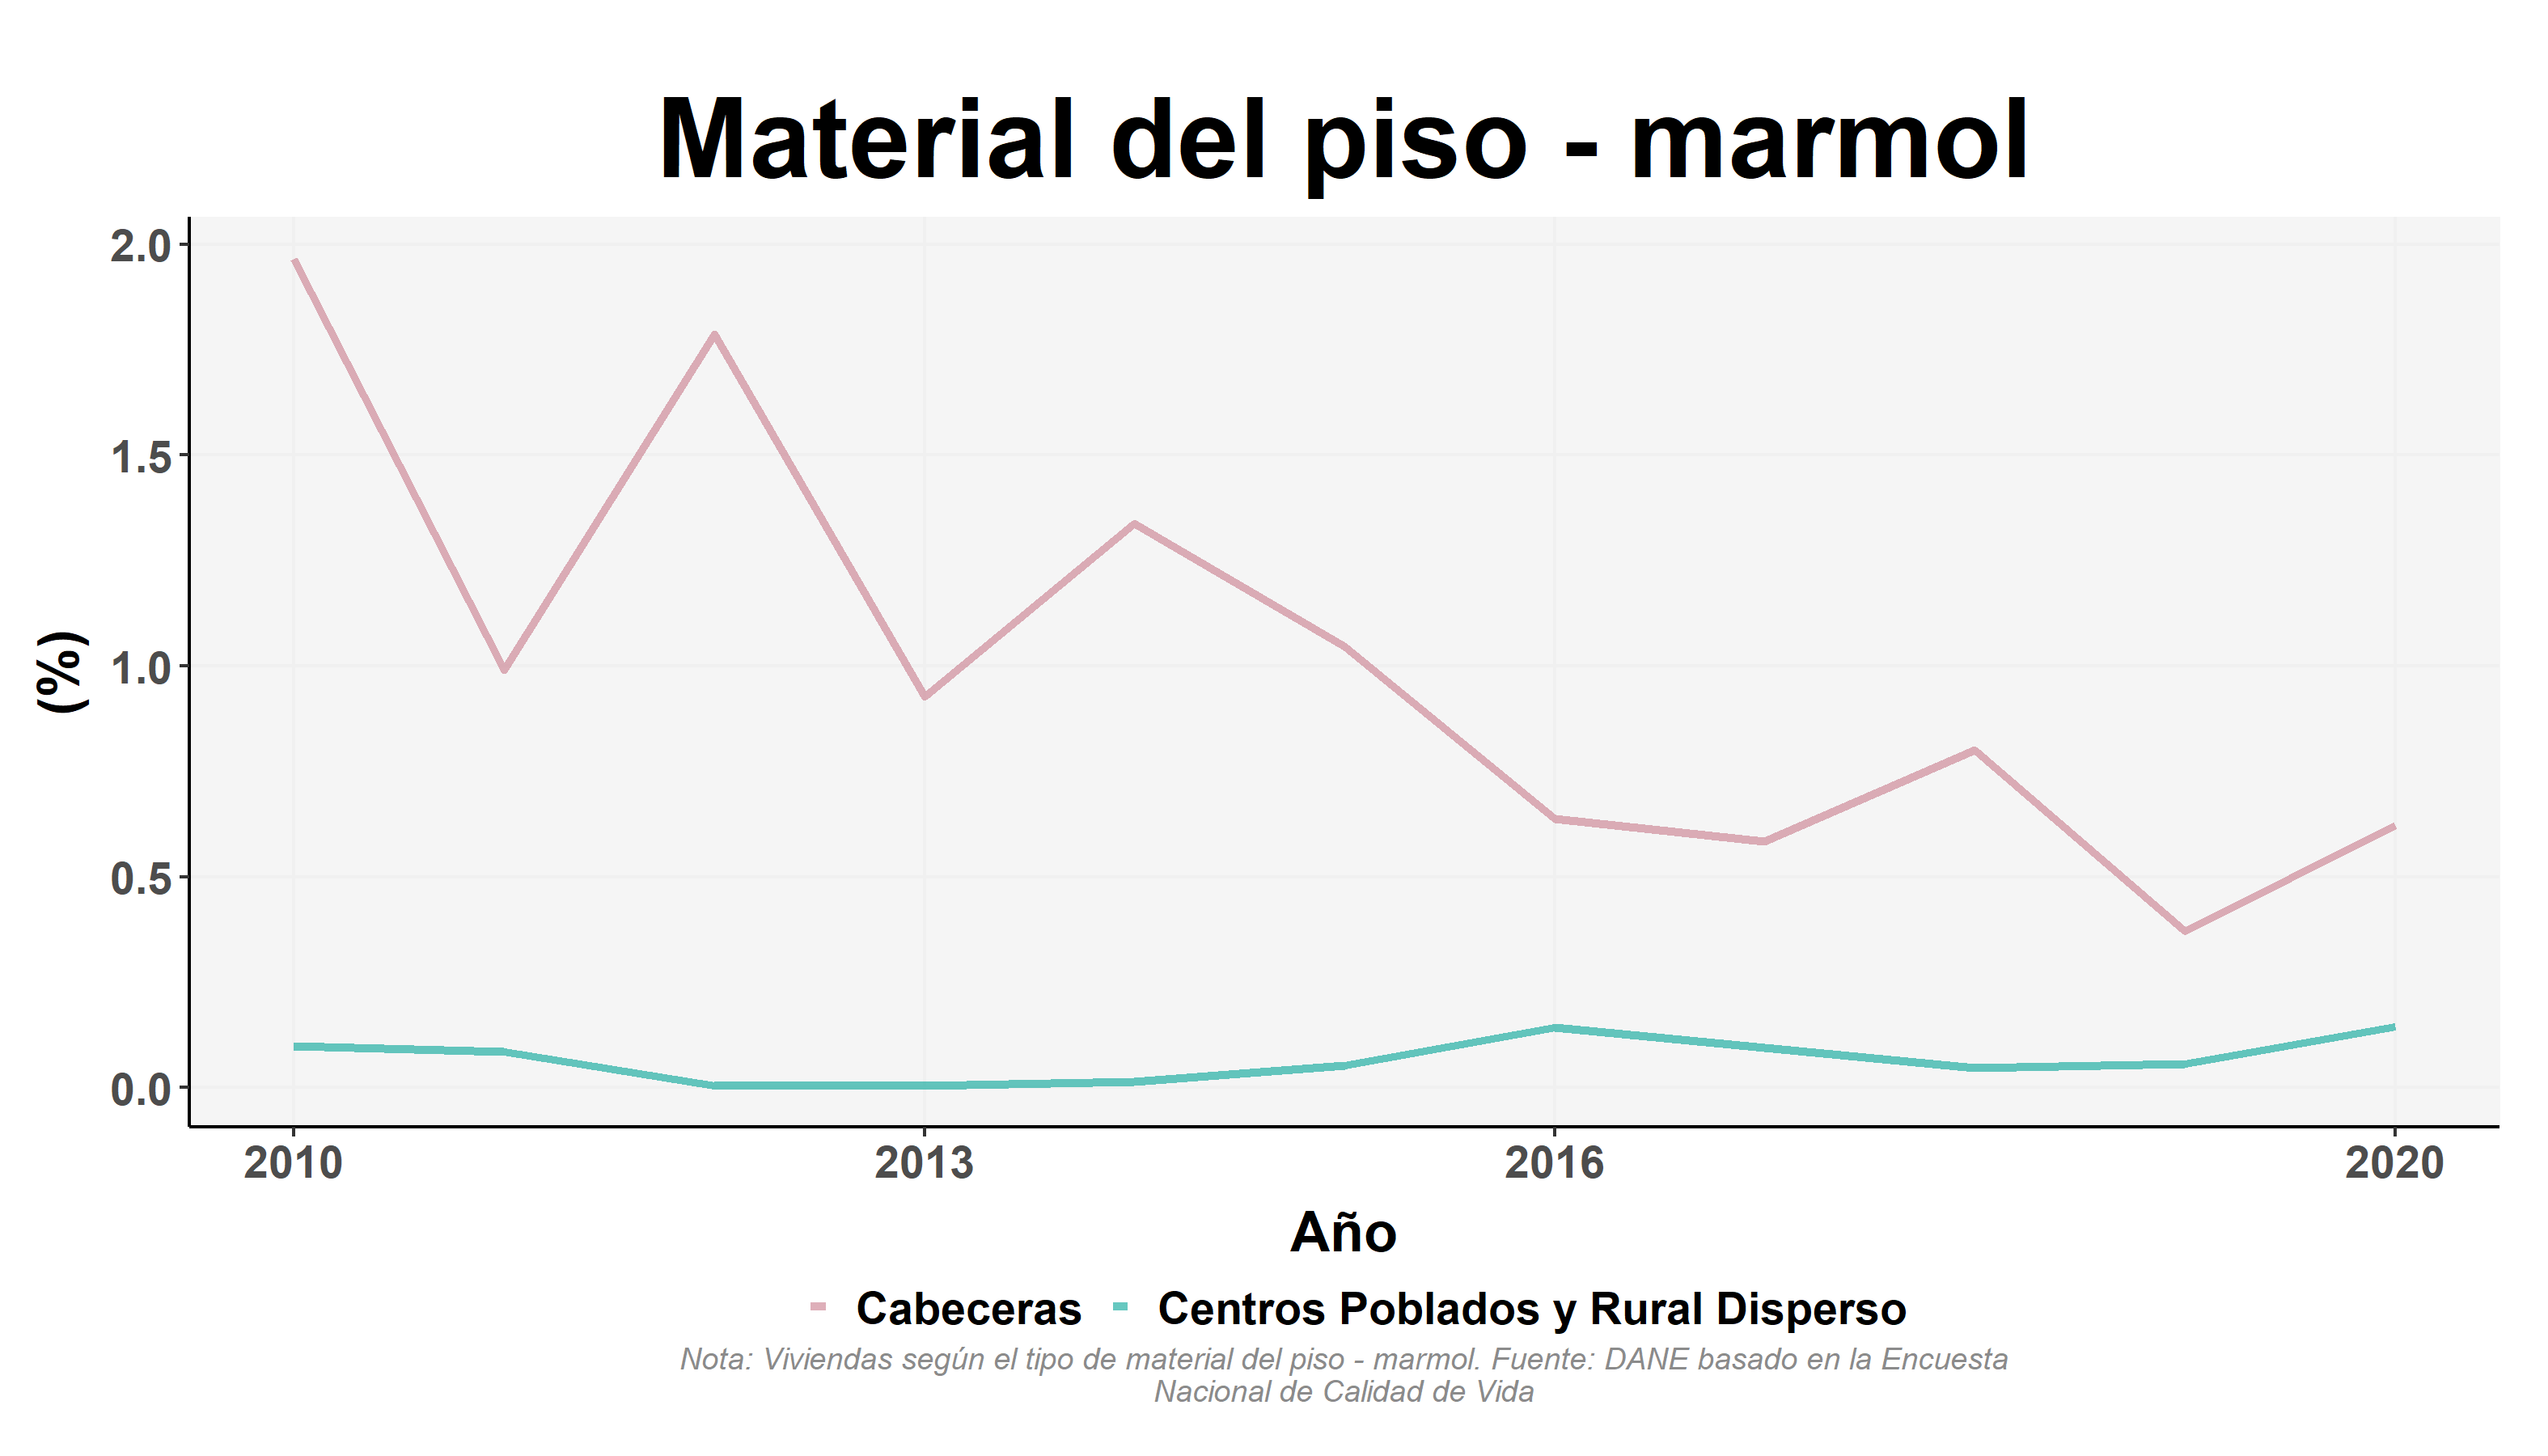 Material del piso - marmol
2.0
1.5
1.0
0.5
0.0
(%)
2010 2013 2016 2020
Año
Cabeceras Centros Poblados y Rural Disperso
Nota: Viviendas según el tipo de material del piso - marmol. Fuente: DANE basado en la Encuesta
Nacional de Calidad de Vida